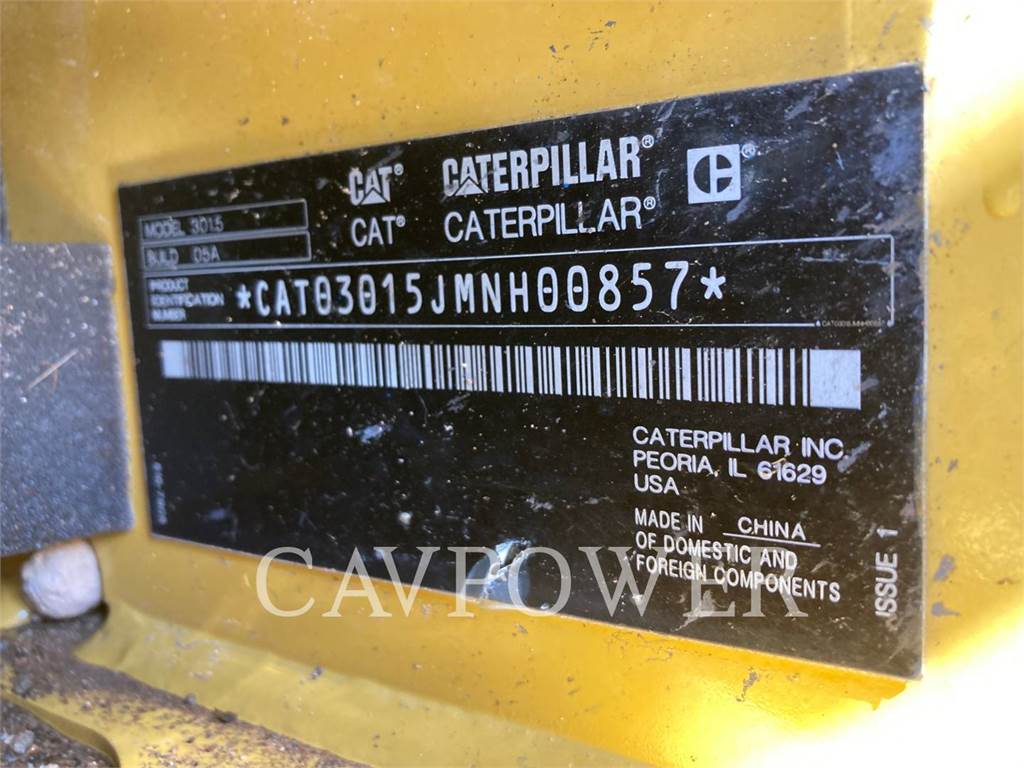 CAT® CATERPILLAR® C®
CAT® CATERPILLAR®
MODEL 3015
BUILD 05A
PRODUCT
IDENTIFICATION
NUMBER
*CAT03015JMNH00857*
CAT03015JMNH00857
CATERPILLAR INC.
PEORIA, IL 61629
USA
MADE IN CHINA
OF DOMESTIC AND
FOREIGN COMPONENTS
ISSUE 1
CAVPOWER